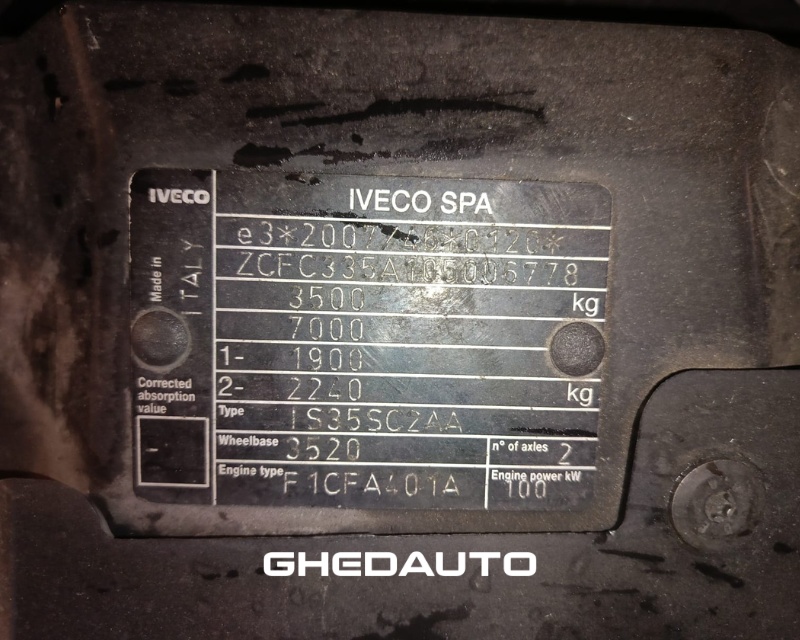 IVECO
IVECO SPA
Made in
ITALY
e3*2007/46*0120*
ZCFC335A105005778
3500 kg
7000
1- 1900
2- 2240 kg
Corrected
absorption
value
-
Type IS35SC2AA
Wheelbase 3520
n° of axles 2
Engine type F1CFA401A
Engine power kW
100
GHEDAUTO